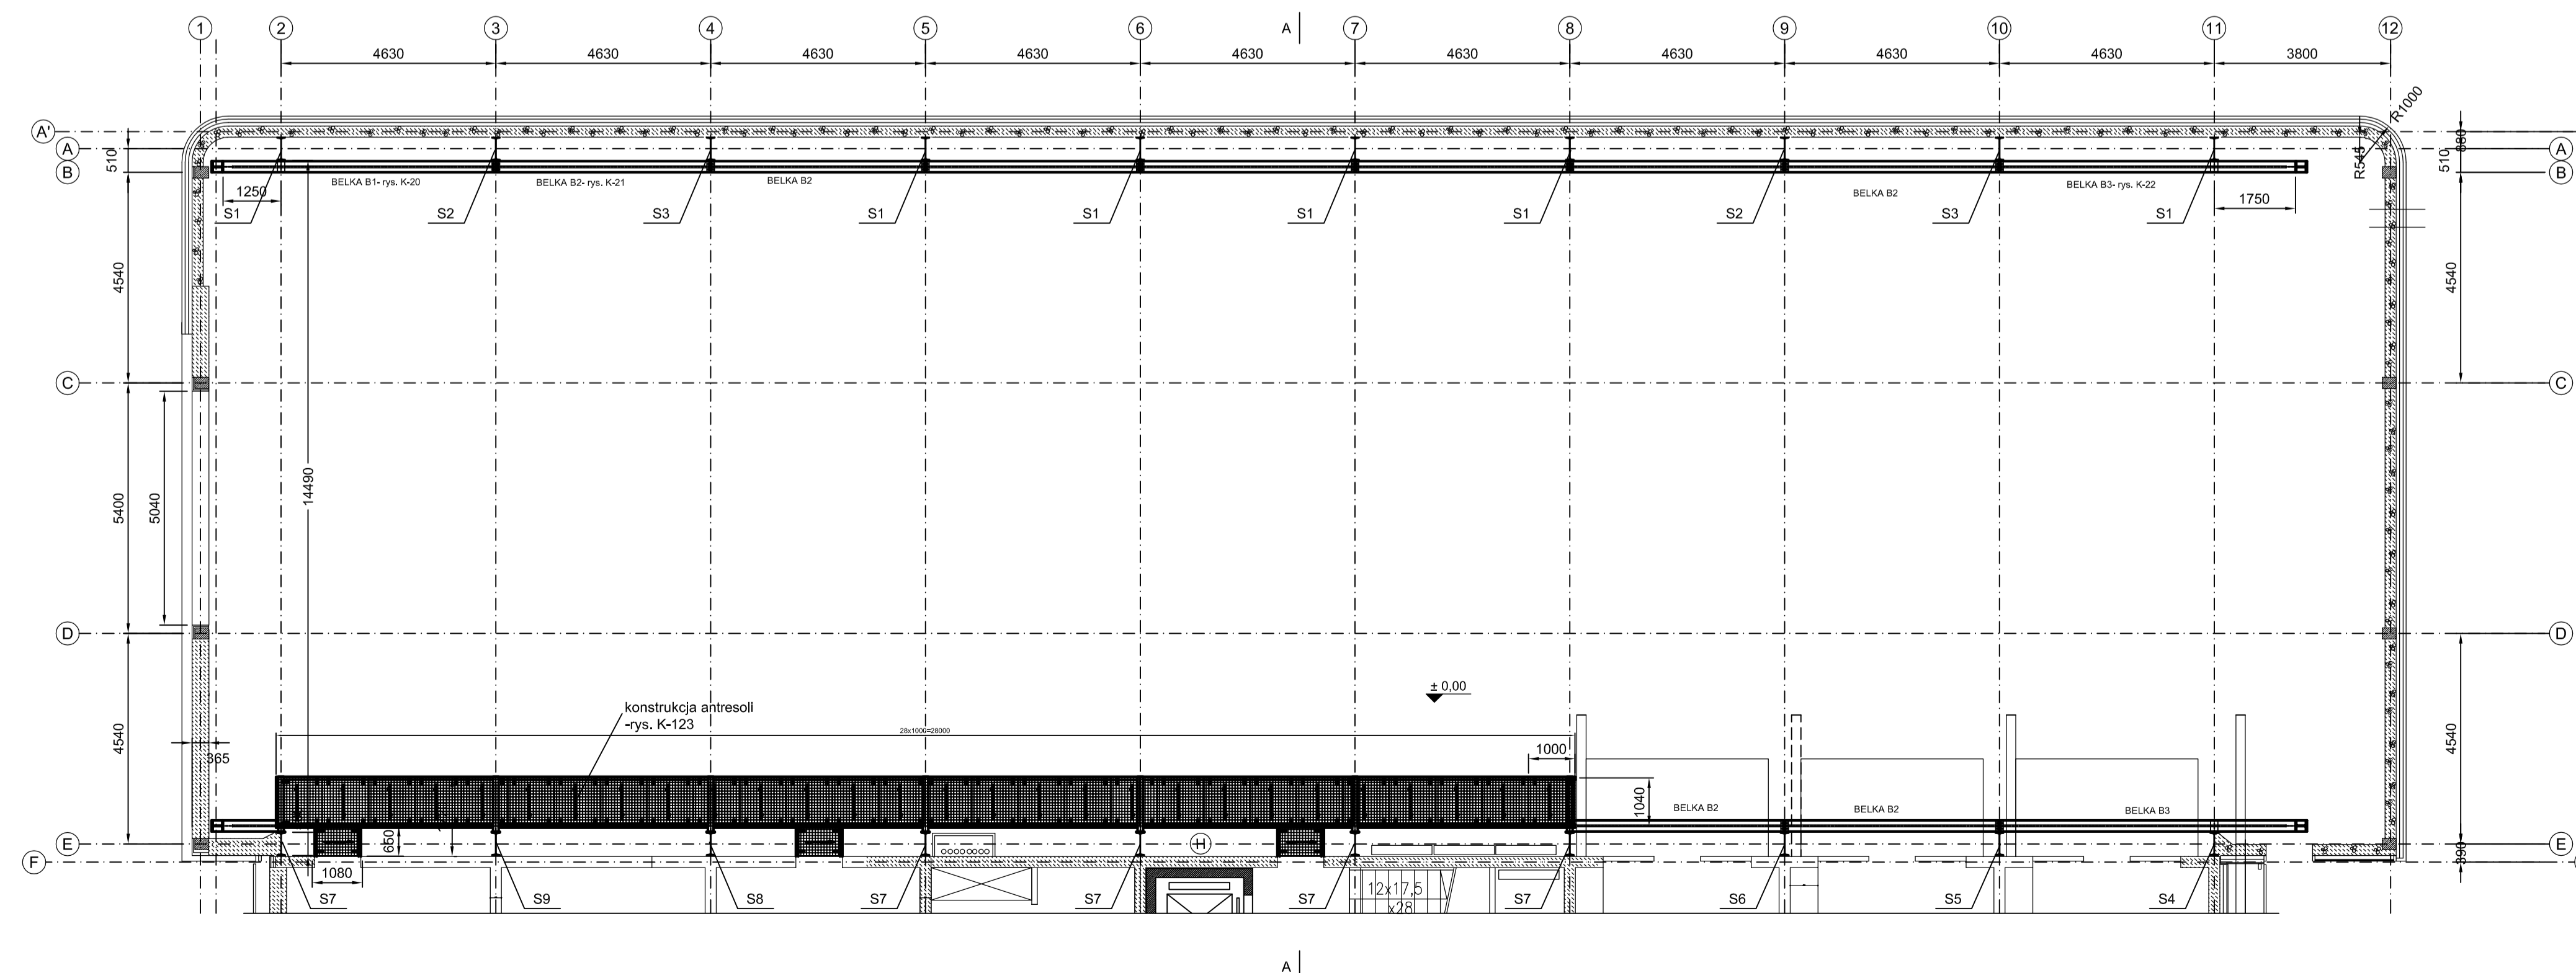 1 2 3 4 5 6 A 7 8 9 10 11 12
4630 4630 4630 4630 4630 4630 4630 4630 4630 3800
R1000
A'
A 510 880 A
B R545 510 B
BELKA B1- rys. K-20 BELKA B2- rys. K-21 BELKA B2 BELKA B2 BELKA B3- rys. K-22
1250 1750
S1 S2 S3 S1 S1 S1 S1 S2 S3 S1
4540 4540
C C
5400 5040 14490
D D
± 0,00
konstrukcja antresoli
-rys. K-123
28x1000=28000
4540 365 1000 4540
1040 BELKA B2 BELKA B2 BELKA B3
E 650 H E
F 390
1080
12x17,5
x28
S7 S9 S8 S7 S7 S7 S7 S6 S5 S4
A